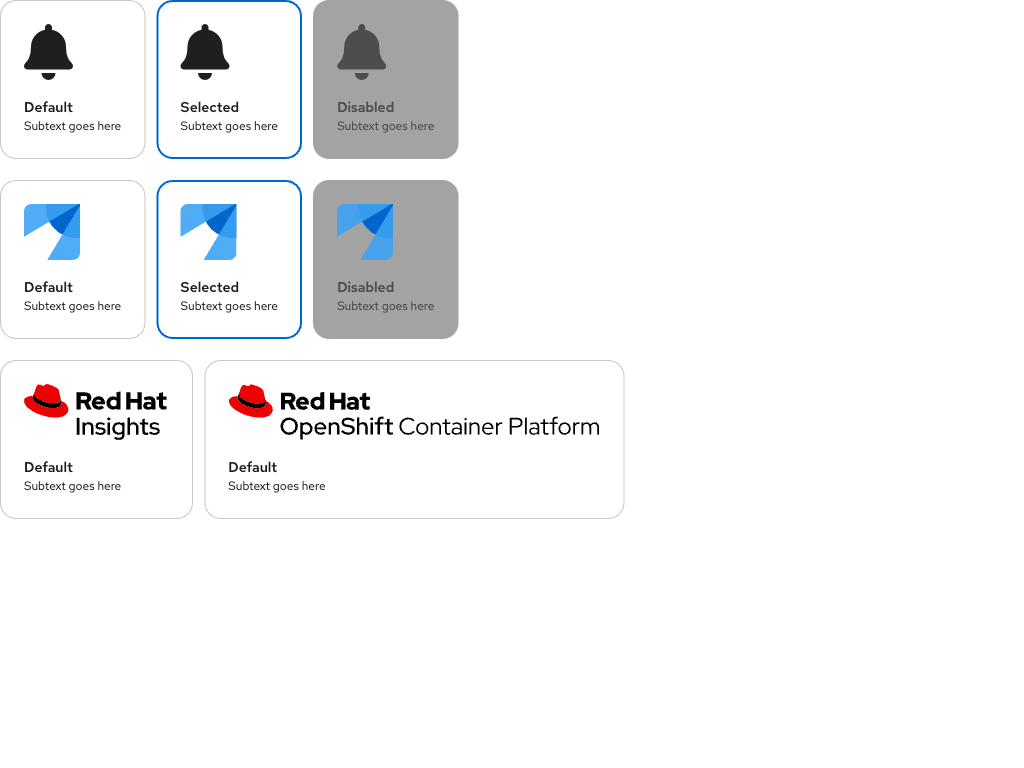 Default
Subtext goes here
Selected
Subtext goes here
Disabled
Subtext goes here
Default
Subtext goes here
Selected
Subtext goes here
Disabled
Subtext goes here
Red Hat
Insights
Default
Subtext goes here
Red Hat
OpenShift Container Platform
Default
Subtext goes here